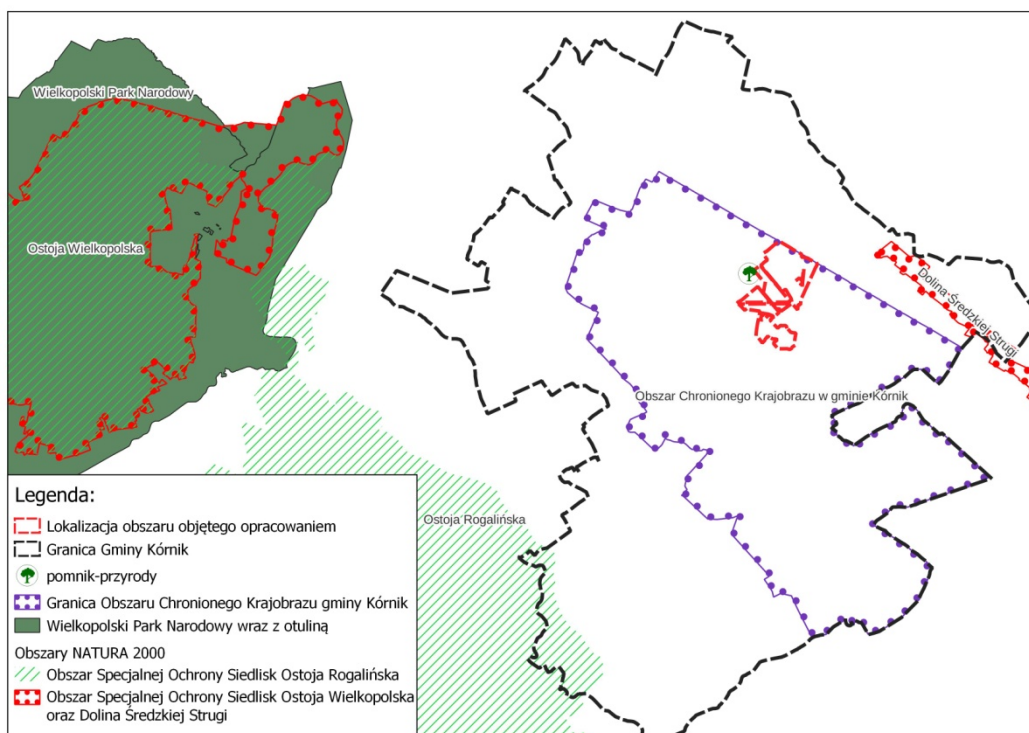 Wielkopolski Park Narodowy
Ostoja Wielkopolska
Dolina Średzkiej Strugi
Obszar Chronionego Krajobrazu w gminie Kórnik
Ostoja Rogalińska
Legenda:
Lokalizacja obszaru objętego opracowaniem
Granica Gminy Kórnik
pomnik-przyrody
Granica Obszaru Chronionego Krajobrazu gminy Kórnik
Wielkopolski Park Narodowy wraz z otuliną
Obszary NATURA 2000
Obszar Specjalnej Ochrony Siedlisk Ostoja Rogalińska
Obszar Specjalnej Ochrony Siedlisk Ostoja Wielkopolska
oraz Dolina Średzkiej Strugi